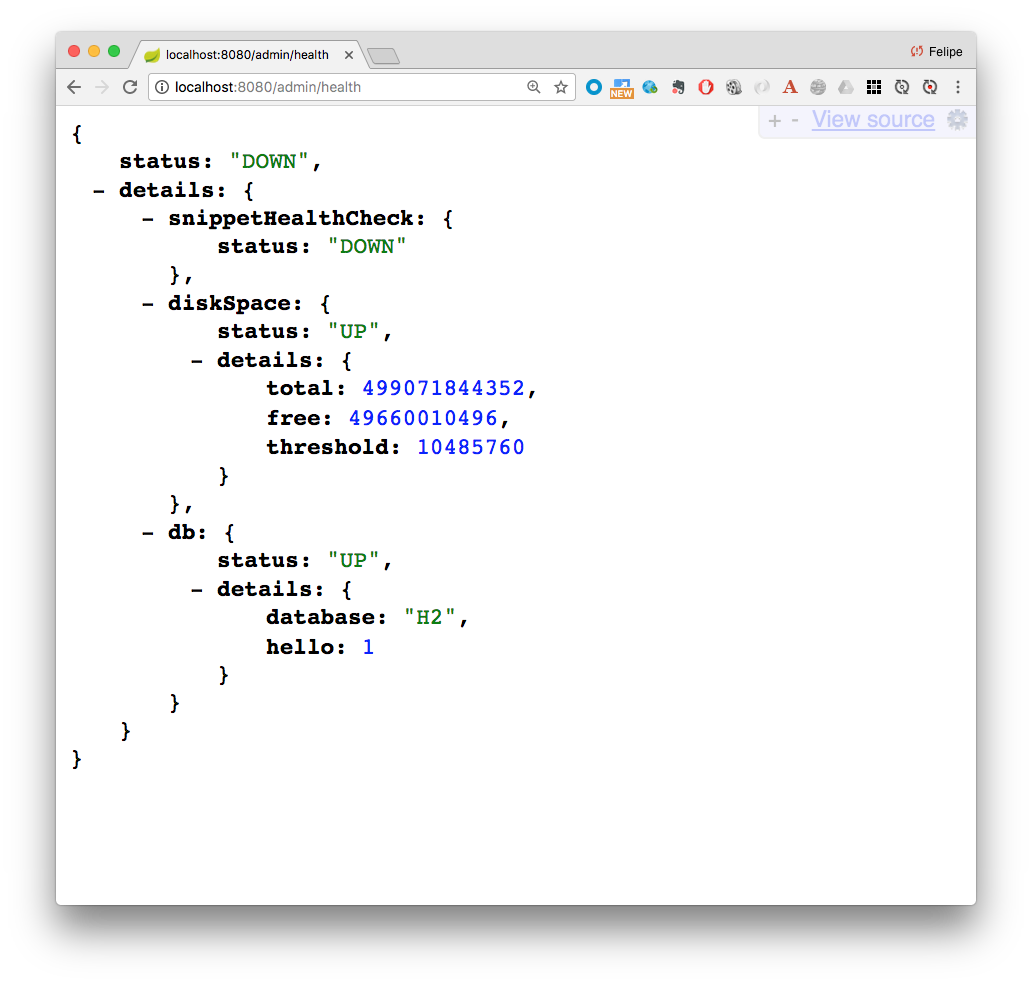 localhost:8080/admin/health
Felipe
localhost:8080/admin/health
NEW
A
+ - View source
{
status: "DOWN",
- details: {
- snippetHealthCheck: {
status: "DOWN"
},
- diskSpace: {
status: "UP",
- details: {
total: 499071844352,
free: 49660010496,
threshold: 10485760
}
},
- db: {
status: "UP",
- details: {
database: "H2",
hello: 1
}
}
}
}